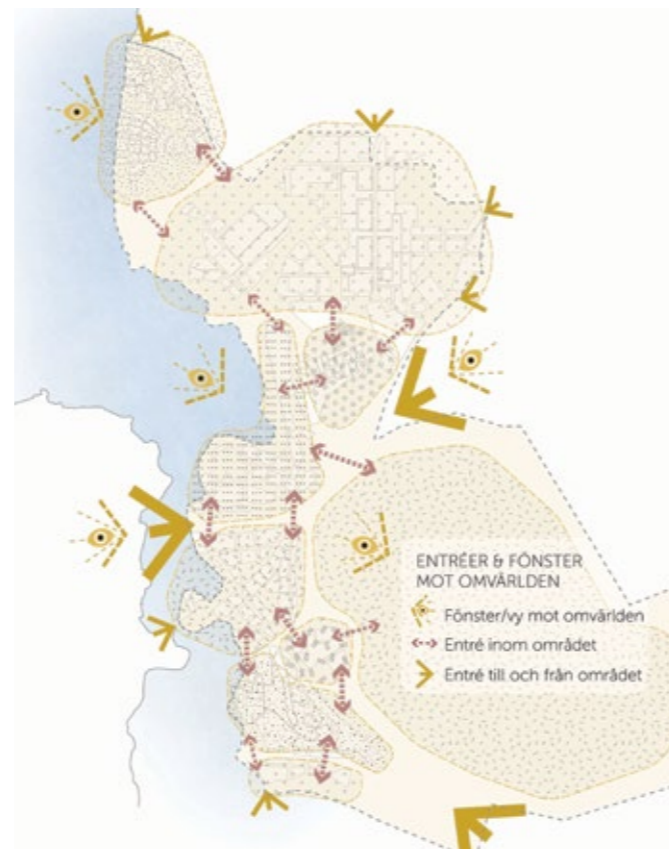 ENTRÉER & FÖNSTER
MOT OMVÄRLDEN
Fönster/vy mot omvärlden
Entré inom området
Entré till och från området